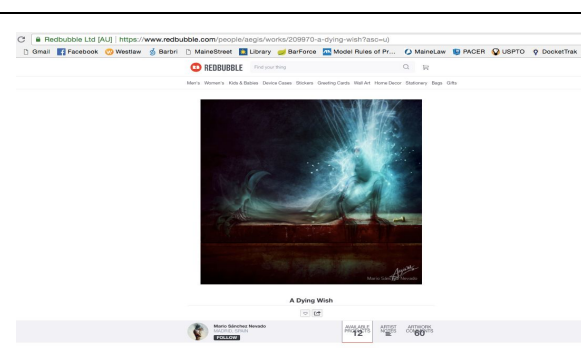 Redbubble Ltd [AU] | https://www.redbubble.com/people/aegis/works/209970-a-dying-wish?asc=u)
Gmail Facebook Westlaw Barbri MaineStreet Library BarForce Model Rules of Pr... MaineLaw PACER USPTO DocketTrak
REDBUBBLE Find your thing
Men's Women's Kids & Babies Device Cases Stickers Greeting Cards Wall Art Home Decor Stationery Bags Gifts
Mario Sánchez Nevado
A Dying Wish
Mario Sánchez Nevado
MADRID, SPAIN
FOLLOW
AVAILABLE PRODUCTS 12
ARTIST NOTES
ARTWORK COMMENTS 60